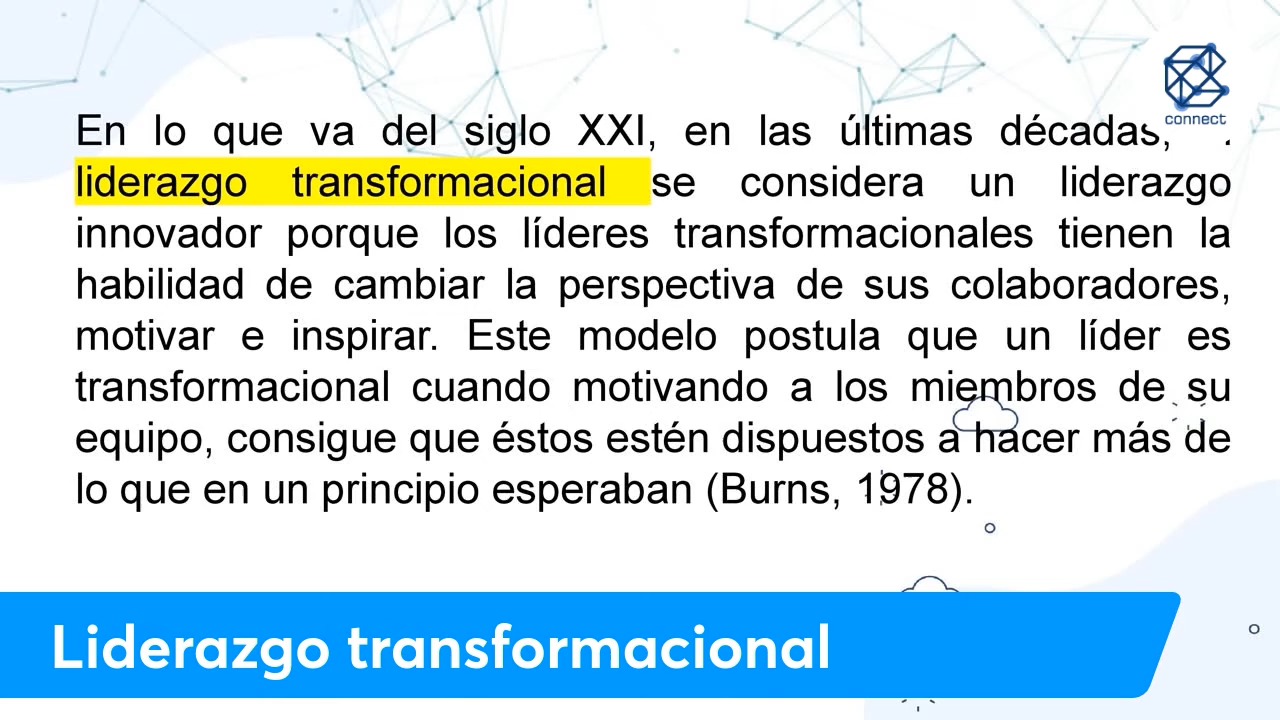 connect
En lo que va del siglo XXI, en las últimas décadas,
liderazgo transformacional se considera un liderazgo
innovador porque los líderes transformacionales tienen la
habilidad de cambiar la perspectiva de sus colaboradores,
motivar e inspirar. Este modelo postula que un líder es
transformacional cuando motivando a los miembros de su
equipo, consigue que éstos estén dispuestos a hacer más de
lo que en un principio esperaban (Burns, 1978).
Liderazgo transformacional